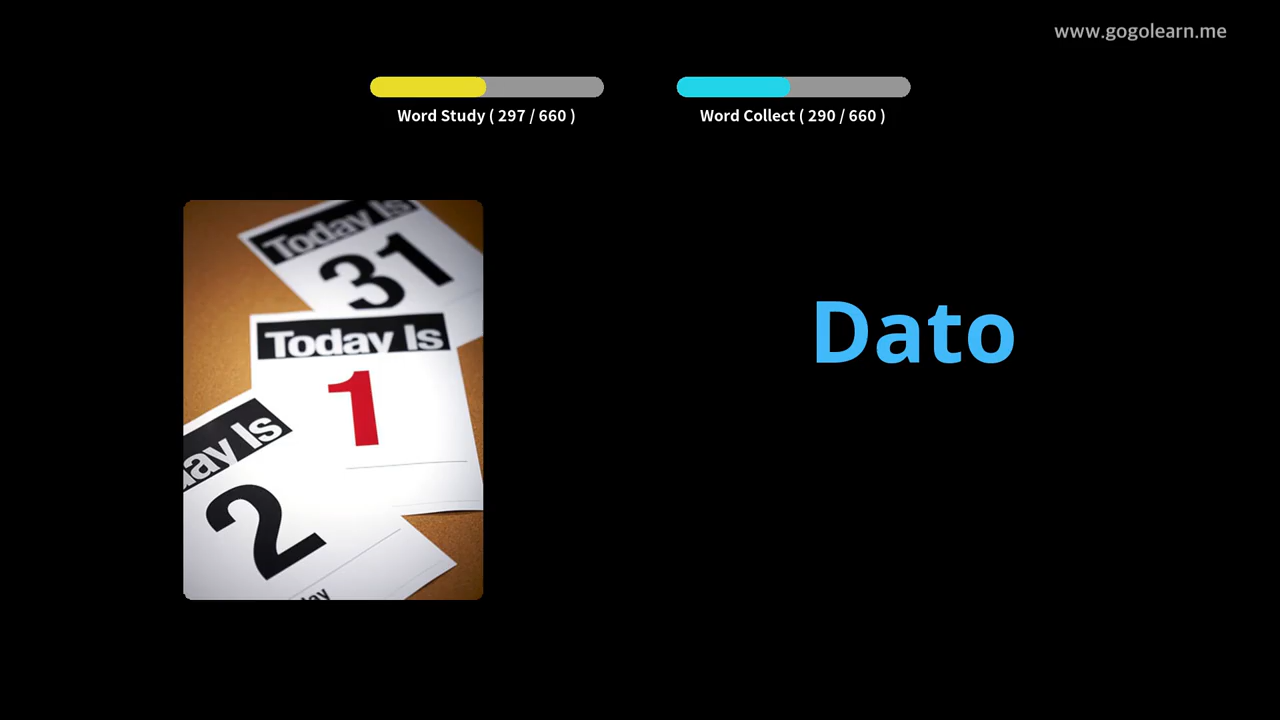 www.gogolearn.me
Word Study ( 297 / 660 )
Word Collect ( 290 / 660 )
Today Is
31
Today Is
1
ay Is
2
Dato